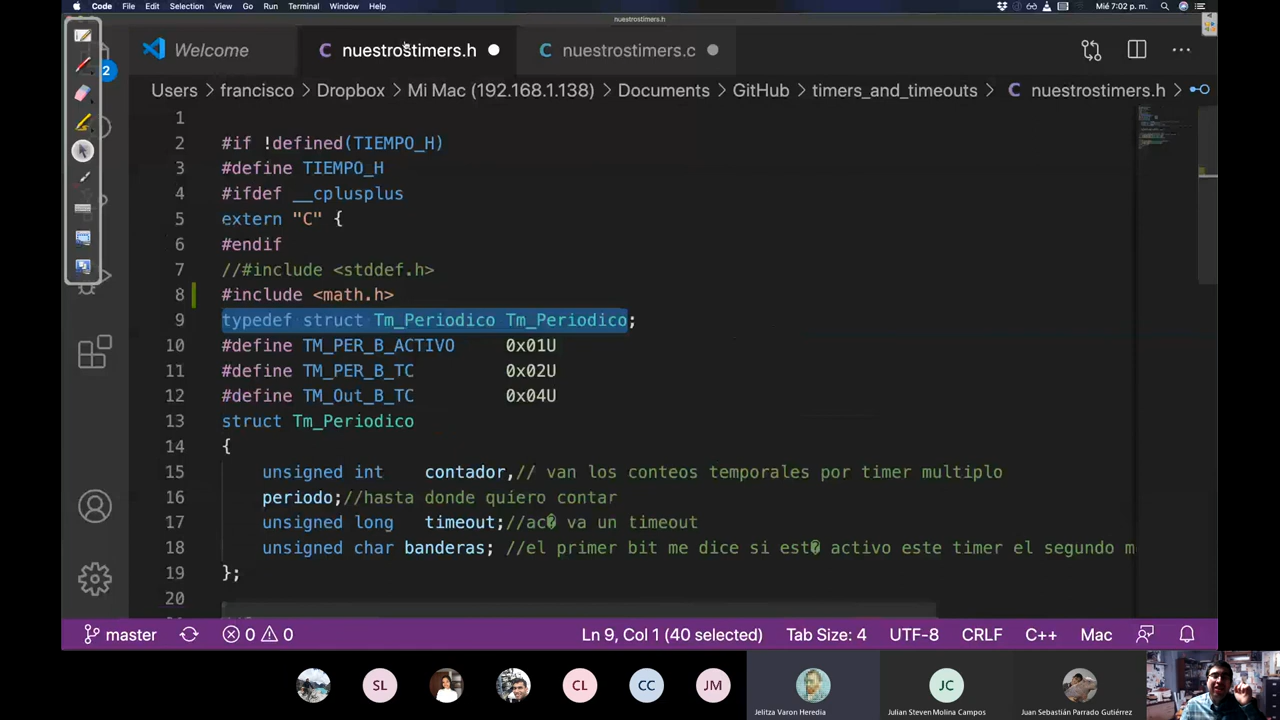 Code File Edit Selection View Go Run Terminal Window Help Mié 7:02 p. m.
nuestrostimers.h
Welcome nuestrostimers.h nuestrostimers.c
2
Users > francisco > Dropbox > Mi Mac (192.168.1.138) > Documents > GitHub > timers_and_timeouts > C nuestrostimers.h >
1
2 #if !defined(TIEMPO_H)
3 #define TIEMPO_H
4 #ifdef __cplusplus
5 extern "C" {
6 #endif
7 //#include <stddef.h>
8 #include <math.h>
9 typedef struct Tm_Periodico Tm_Periodico;
10 #define TM_PER_B_ACTIVO 0x01U
11 #define TM_PER_B_TC 0x02U
12 #define TM_Out_B_TC 0x04U
13 struct Tm_Periodico
14 {
15 unsigned int contador,// van los conteos temporales por timer multiplo
16 periodo;//hasta donde quiero contar
17 unsigned long timeout;//ac� va un timeout
18 unsigned char banderas; //el primer bit me dice si est� activo este timer el segundo m
19 };
20
master 0 0 Ln 9, Col 1 (40 selected) Tab Size: 4 UTF-8 CRLF C++ Mac
SL CL CC JM JC
Jelitza Varon Heredia Julian Steven Molina Campos Juan Sebastián Parrado Gutiérrez